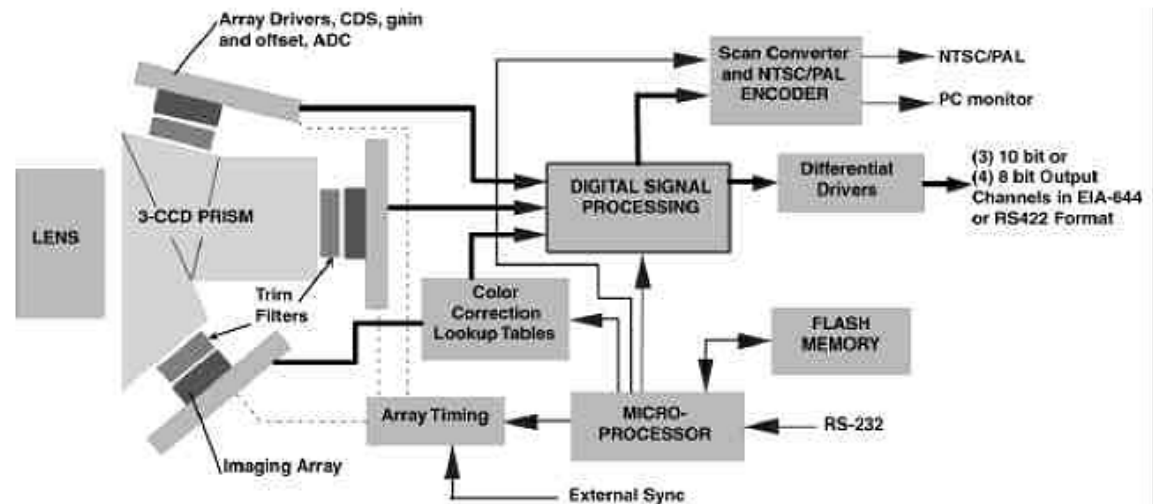 Array Drivers, CDS, gain
and offset, ADC
Scan Converter
and NTSC/PAL
ENCODER
NTSC/PAL
PC monitor
LENS
3-CCD PRISM
DIGITAL SIGNAL
PROCESSING
Differential
Drivers
(3) 10 bit or
(4) 8 bit Output
Channels in EIA-644
or RS422 Format
Trim
Filters
Color
Correction
Lookup Tables
FLASH
MEMORY
Array Timing
MICRO-
PROCESSOR
RS-232
Imaging Array
External Sync